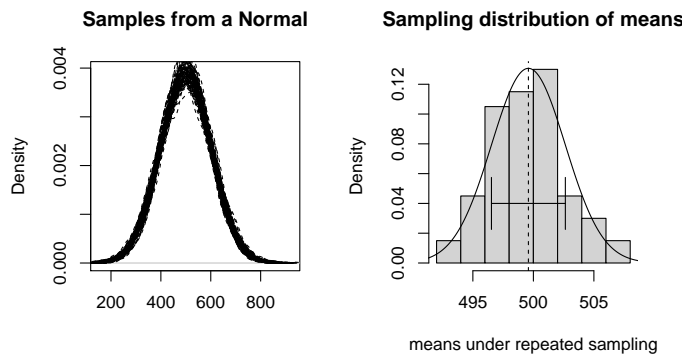 Samples from a Normal
Density
0.000
0.002
0.004
200 400 600 800
Sampling distribution of means
Density
0.00
0.04
0.08
0.12
495 500 505
means under repeated sampling